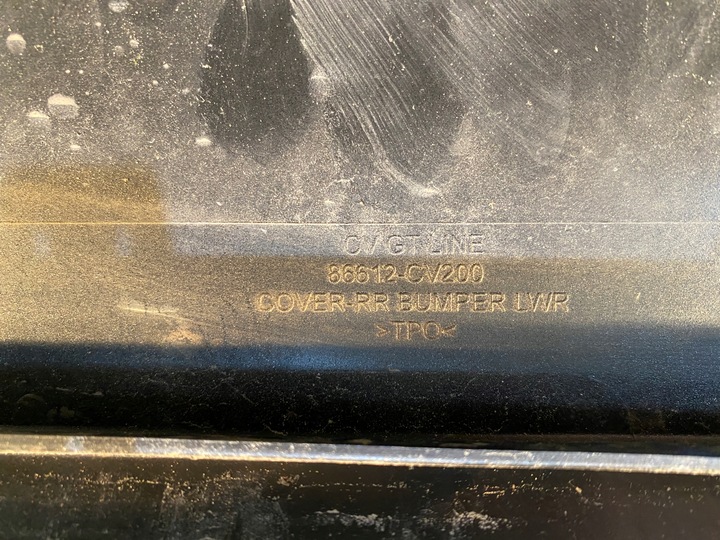 CV GT LINE
86612-CV200
COVER-RR BUMPER LWR
>TPO<